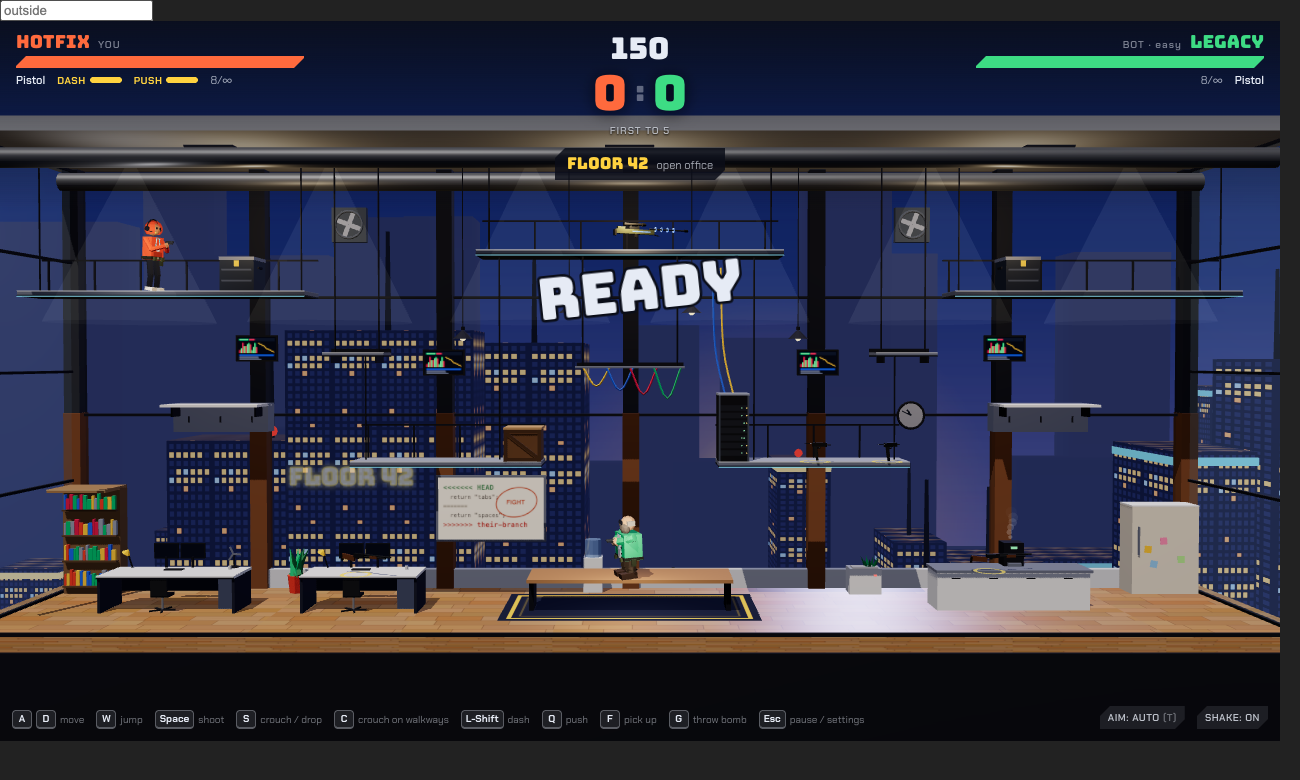 outside
HOTFIX YOU
150
BOT · easy LEGACY
Pistol DASH PUSH 8/∞
0 : 0
8/∞ Pistol
FIRST TO 5
FLOOR 42 open office
READY
FLOOR 42
<<<<<<< HEAD
return "tabs";
=======
return "spaces";
>>>>>>> their-branch
FIGHT
A D move W jump Space shoot S crouch / drop C crouch on walkways L-Shift dash Q push F pick up G throw bomb Esc pause / settings
AIM: AUTO [T] SHAKE: ON